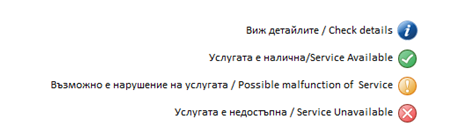 Виж детайлите / Check details
Услугата е налична/Service Available
Възможно е нарушение на услугата / Possible malfunction of Service
Услугата е недостъпна / Service Unavailable